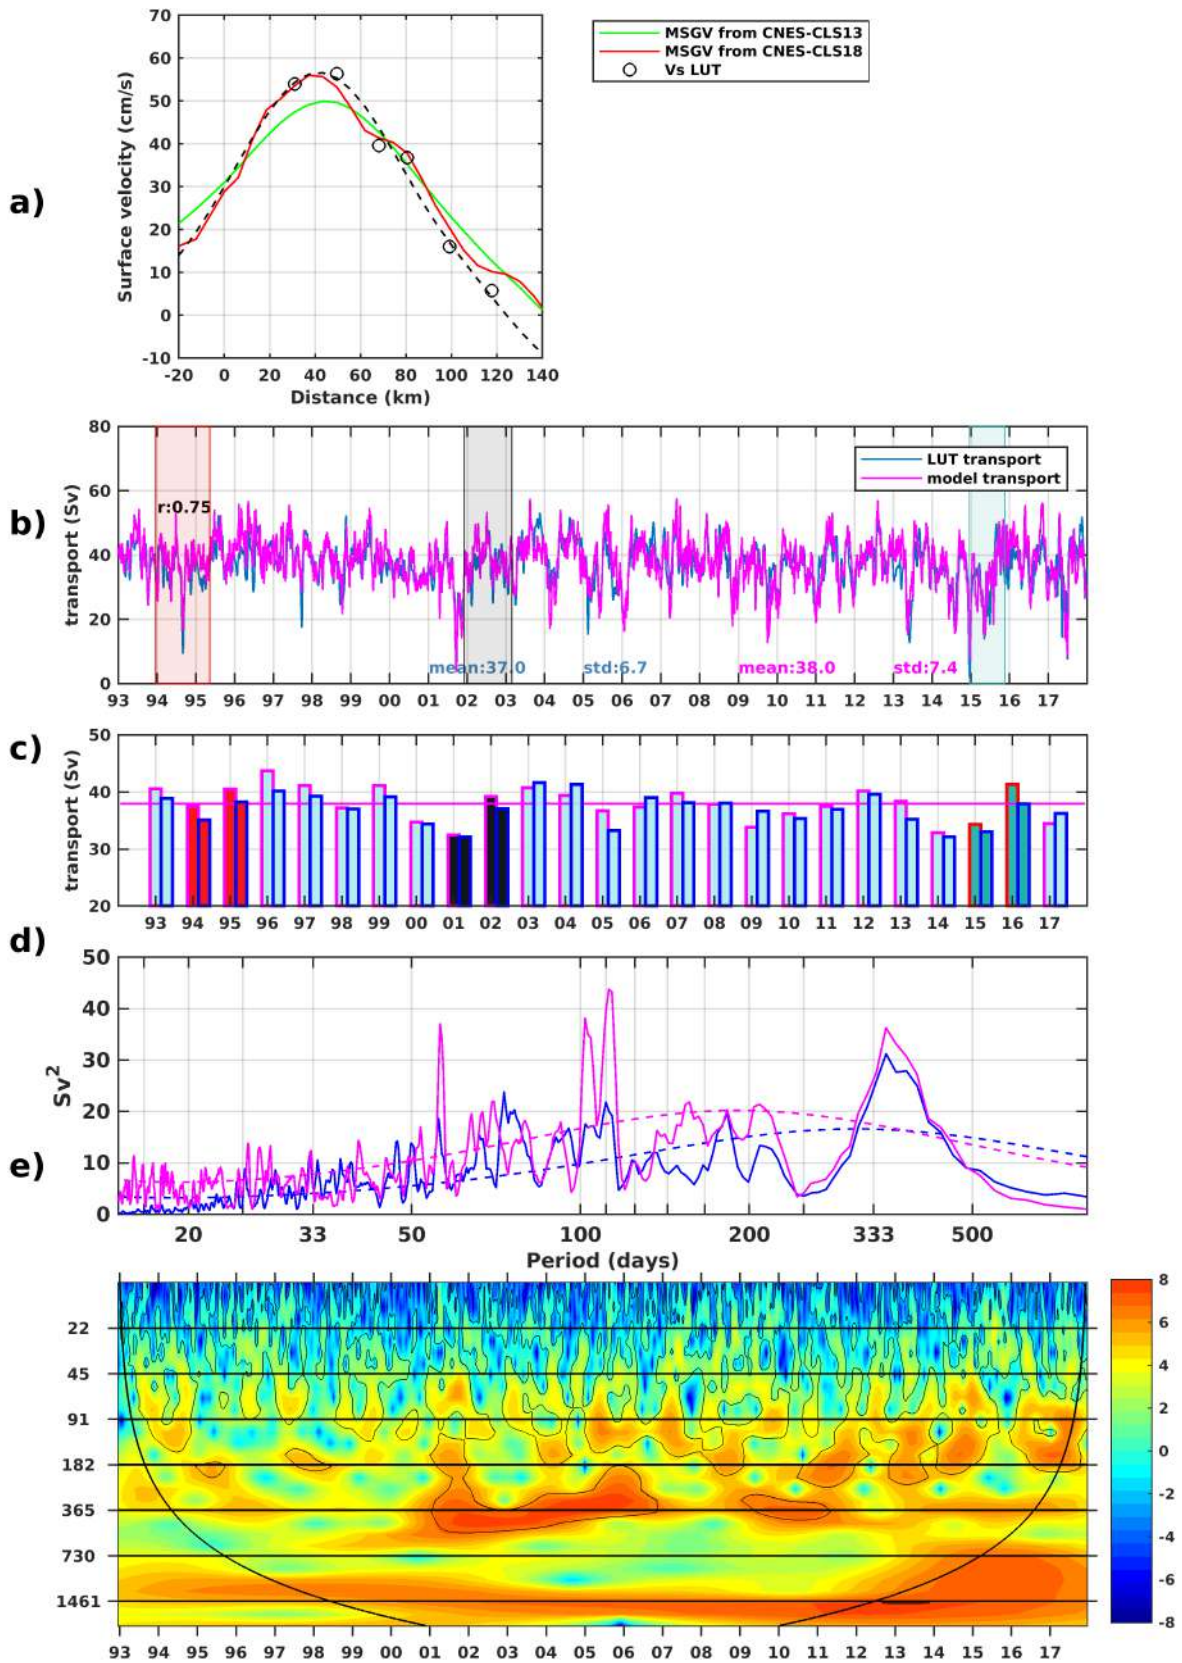 a)
70
60
50
40
30
20
10
0
-10
Surface velocity (cm/s)
-20 0 20 40 60 80 100 120 140
Distance (km)
MSGV from CNES-CLS13
MSGV from CNES-CLS18
Vs LUT
b)
80
60
40
20
0
transport (Sv)
r:0.75
LUT transport
model transport
mean:37.0 std:6.7 mean:38.0 std:7.4
93 94 95 96 97 98 99 00 01 02 03 04 05 06 07 08 09 10 11 12 13 14 15 16 17
c)
50
40
30
20
transport (Sv)
93 94 95 96 97 98 99 00 01 02 03 04 05 06 07 08 09 10 11 12 13 14 15 16 17
d)
50
40
30
20
10
0
Sv²
20 33 50 100 200 333 500
Period (days)
e)
22
45
91
182
365
730
1461
93 94 95 96 97 98 99 00 01 02 03 04 05 06 07 08 09 10 11 12 13 14 15 16 17
8
6
4
2
0
-2
-4
-6
-8